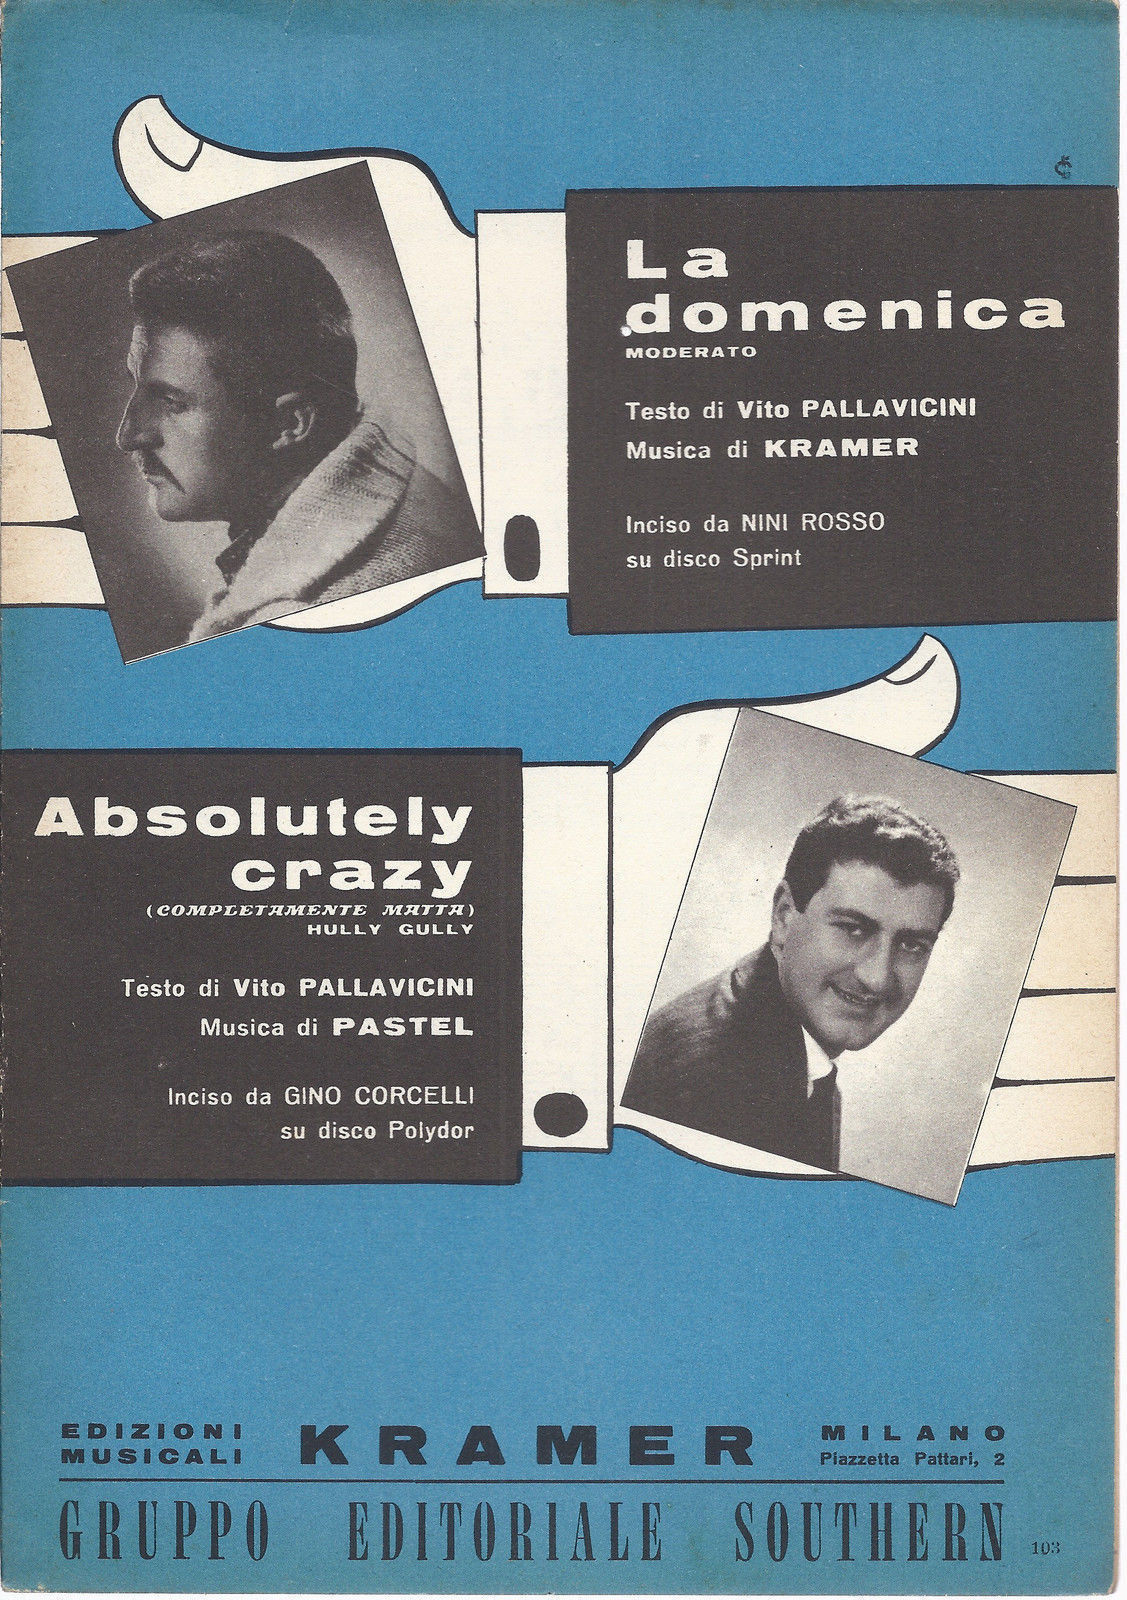 La
domenica
MODERATO
Testo di Vito PALLAVICINI
Musica di KRAMER
Inciso da NINI ROSSO
su disco Sprint
Absolutely
crazy
(COMPLETAMENTE MATTA)
HULLY GULLY
Testo di Vito PALLAVICINI
Musica di PASTEL
Inciso da GINO CORCELLI
su disco Polydor
EDIZIONI MUSICALI KRAMER MILANO
Piazzetta Pattari, 2
GRUPPO EDITORIALE SOUTHERN 103